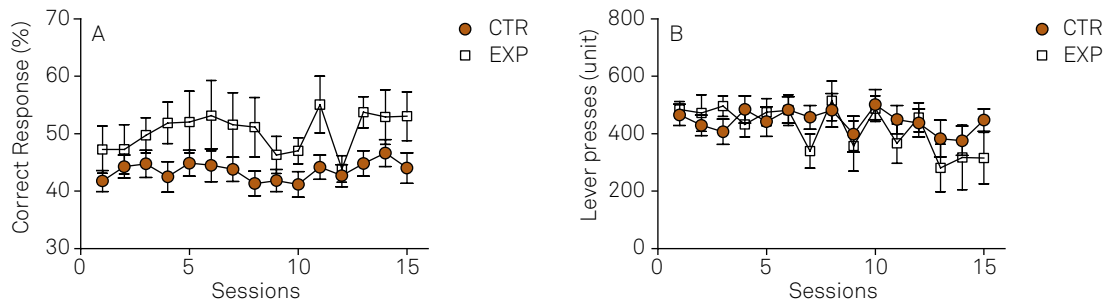 A
Correct Response (%)
70
60
50
40
30
0
5
10
15
Sessions
CTR
EXP
B
Lever presses (unit)
800
600
400
200
0
0
5
10
15
Sessions
CTR
EXP